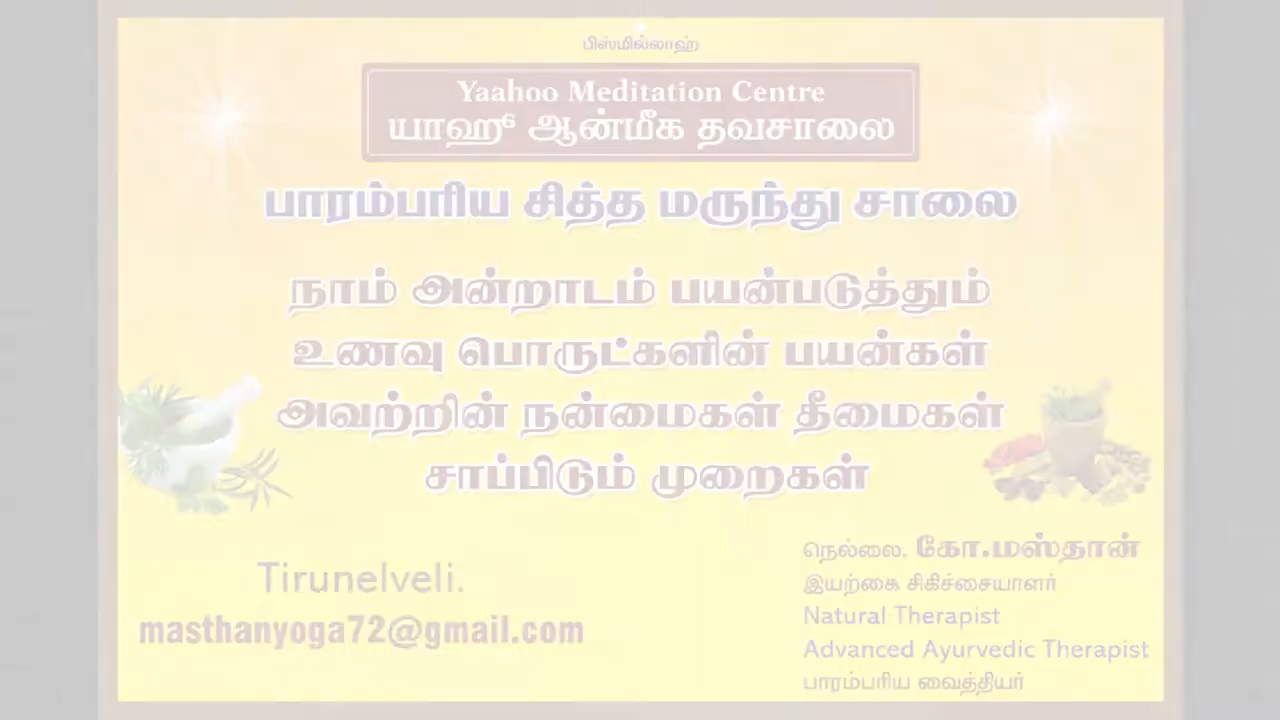 பிஸ்மில்லாஹ்
Yaahoo Meditation Centre
யாஹூ ஆன்மீக தவசாலை
பாரம்பரிய சித்த மருந்து சாலை
நாம் அன்றாடம் பயன்படுத்தும்
உணவு பொருட்களின் பயன்கள்
அவற்றின் நன்மைகள் தீமைகள்
சாப்பிடும் முறைகள்
Tirunelveli.
masthanyoga72@gmail.com
நெல்லை. கோ.மஸ்தான்
இயற்கை சிகிச்சையாளர்
Natural Therapist
Advanced Ayurvedic Therapist
பாரம்பரிய வைத்தியர்